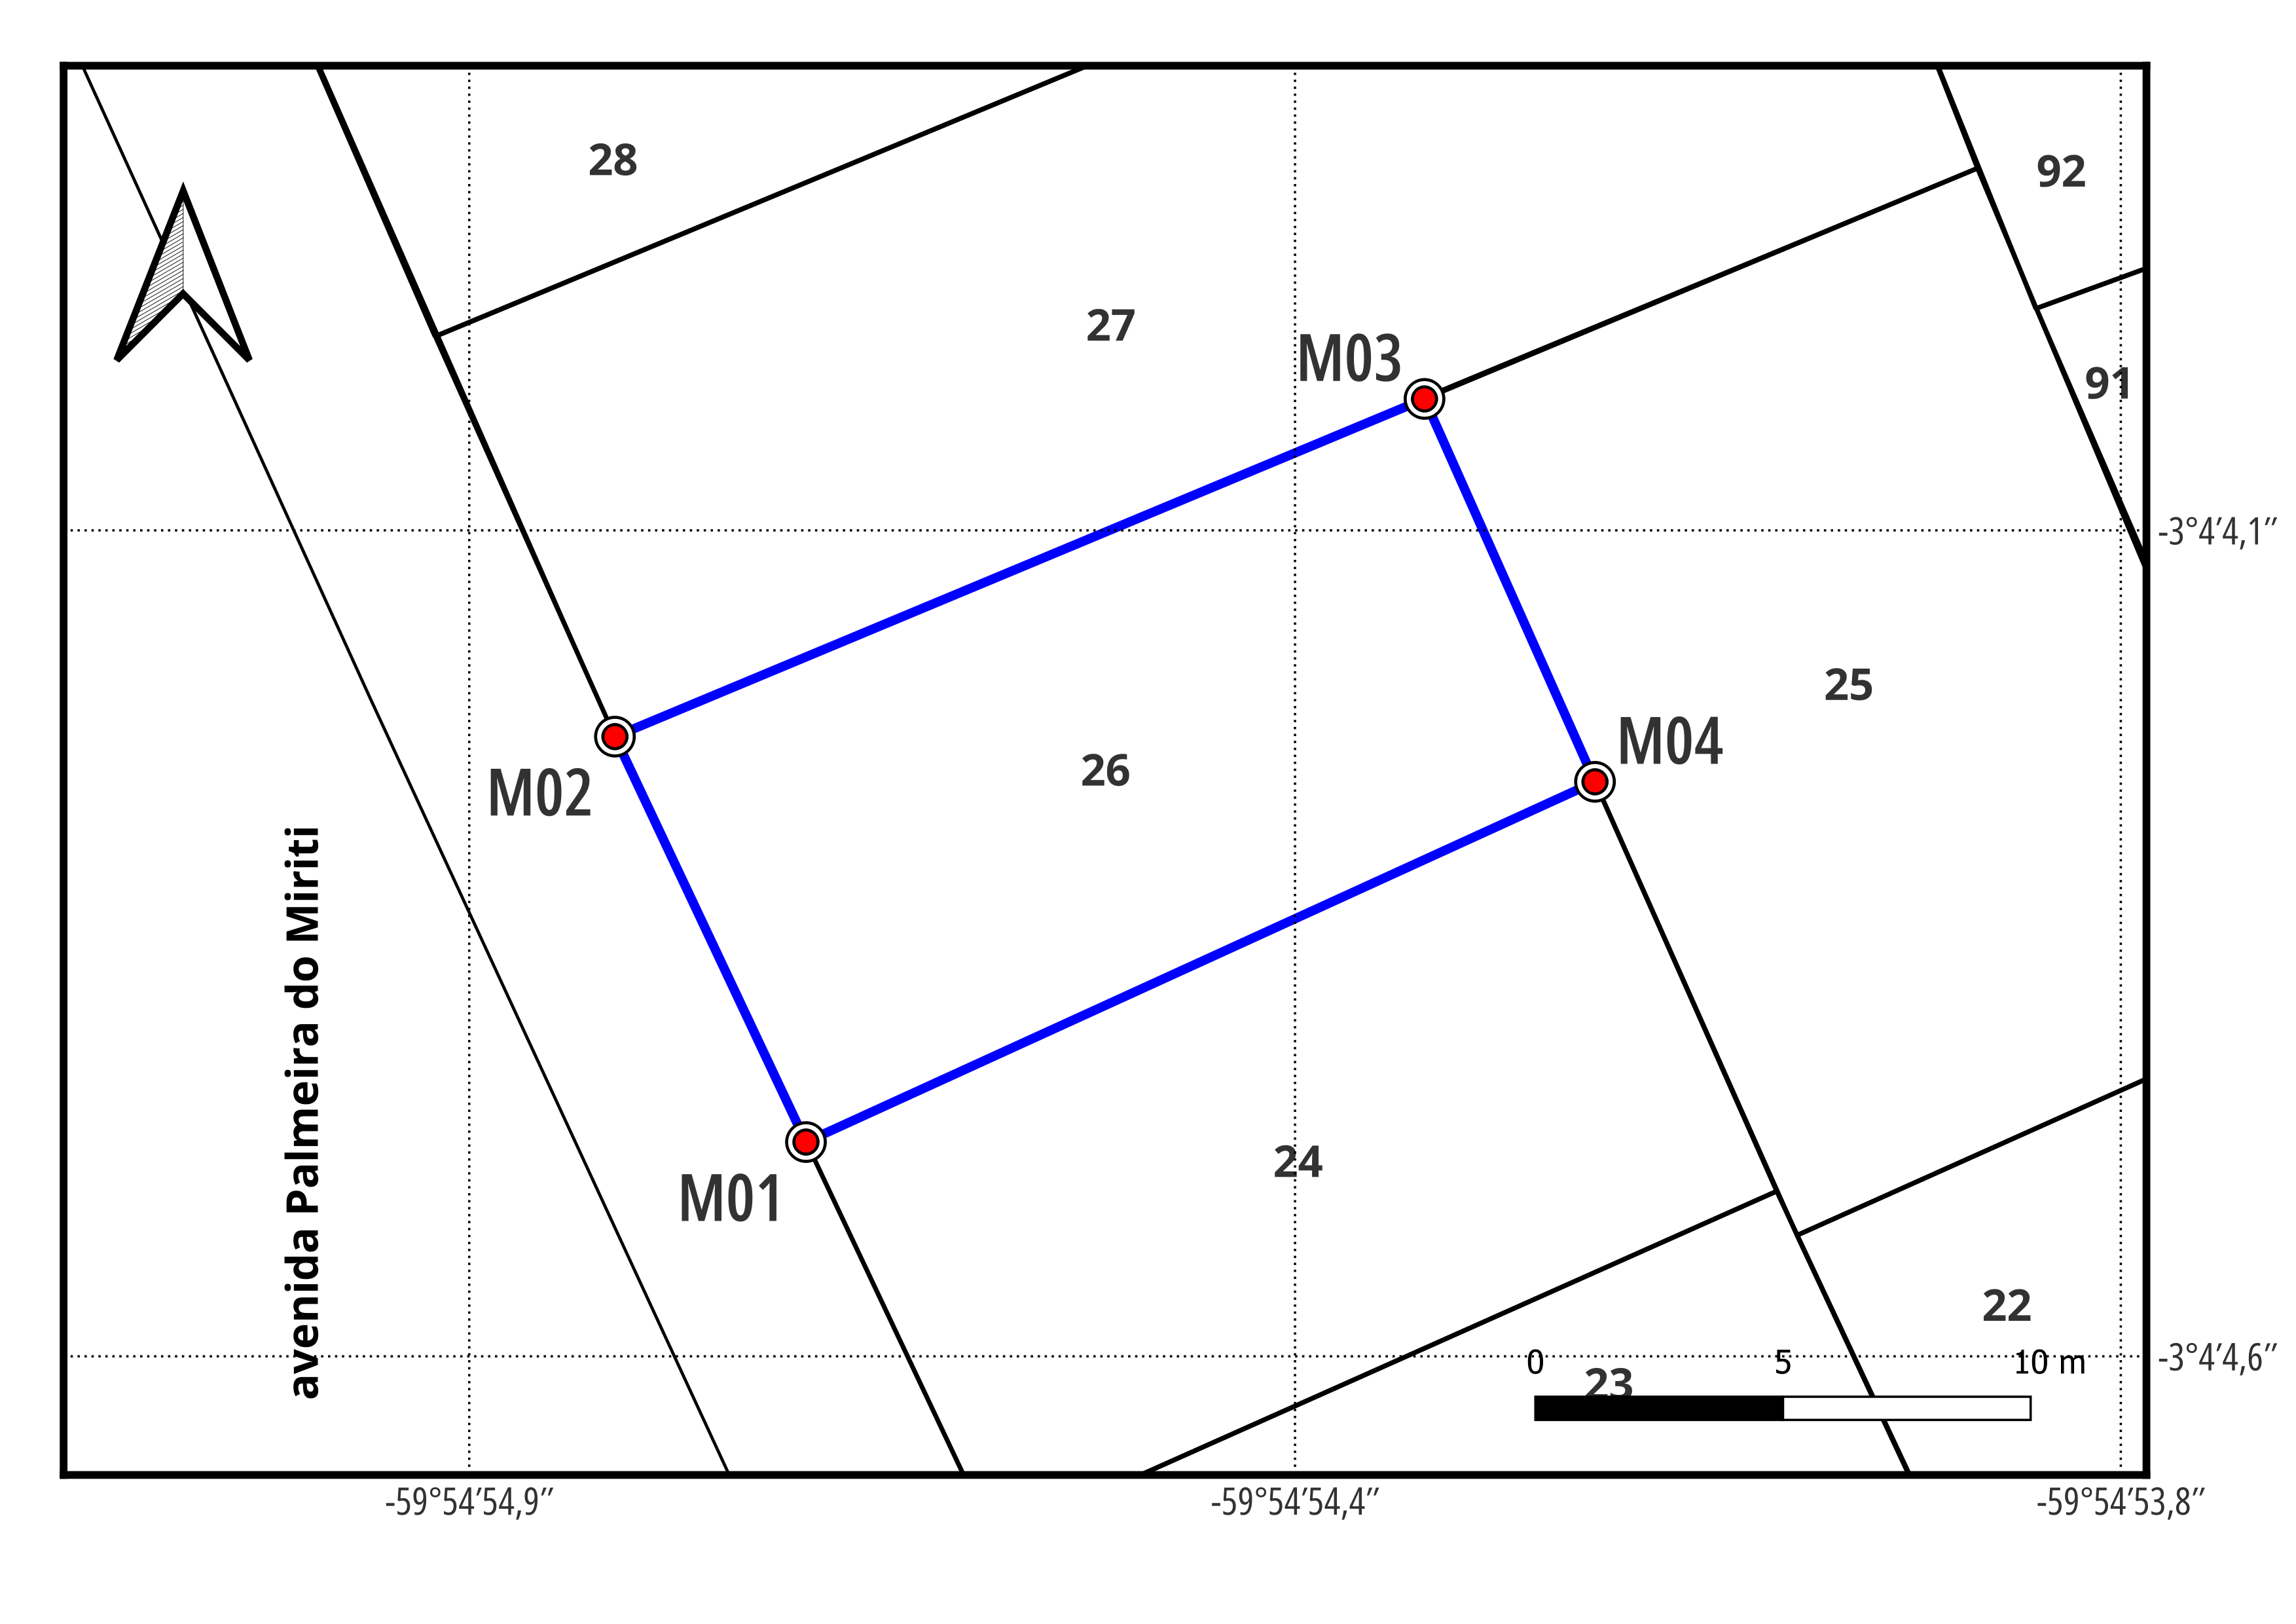 28
92
27
M03
91
-3°4′4,1″
25
M04
26
M02
avenida Palmeira do Miriti
24
M01
22
0 5 10 m
-3°4′4,6″
23
-59°54′54,9″
-59°54′54,4″
-59°54′53,8″